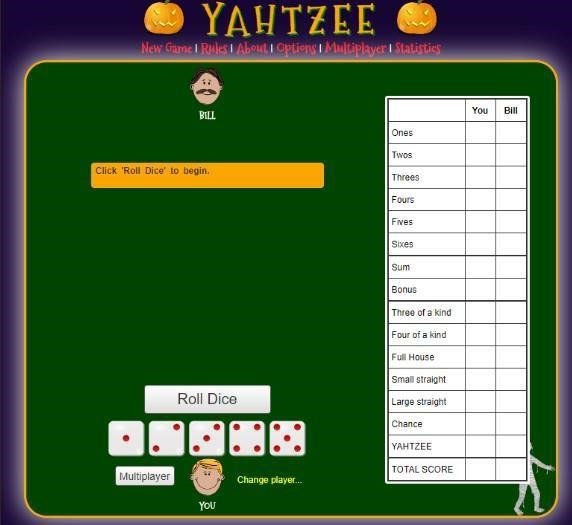 YAHTZEE
New Game | Rules | About | Options | Multiplayer | Statistics
BILL
Click 'Roll Dice' to begin.
You Bill
Ones
Twos
Threes
Fours
Fives
Sixes
Sum
Bonus
Three of a kind
Four of a kind
Full House
Small straight
Large straight
Chance
YAHTZEE
TOTAL SCORE
Roll Dice
Multiplayer
Change player...
YOU